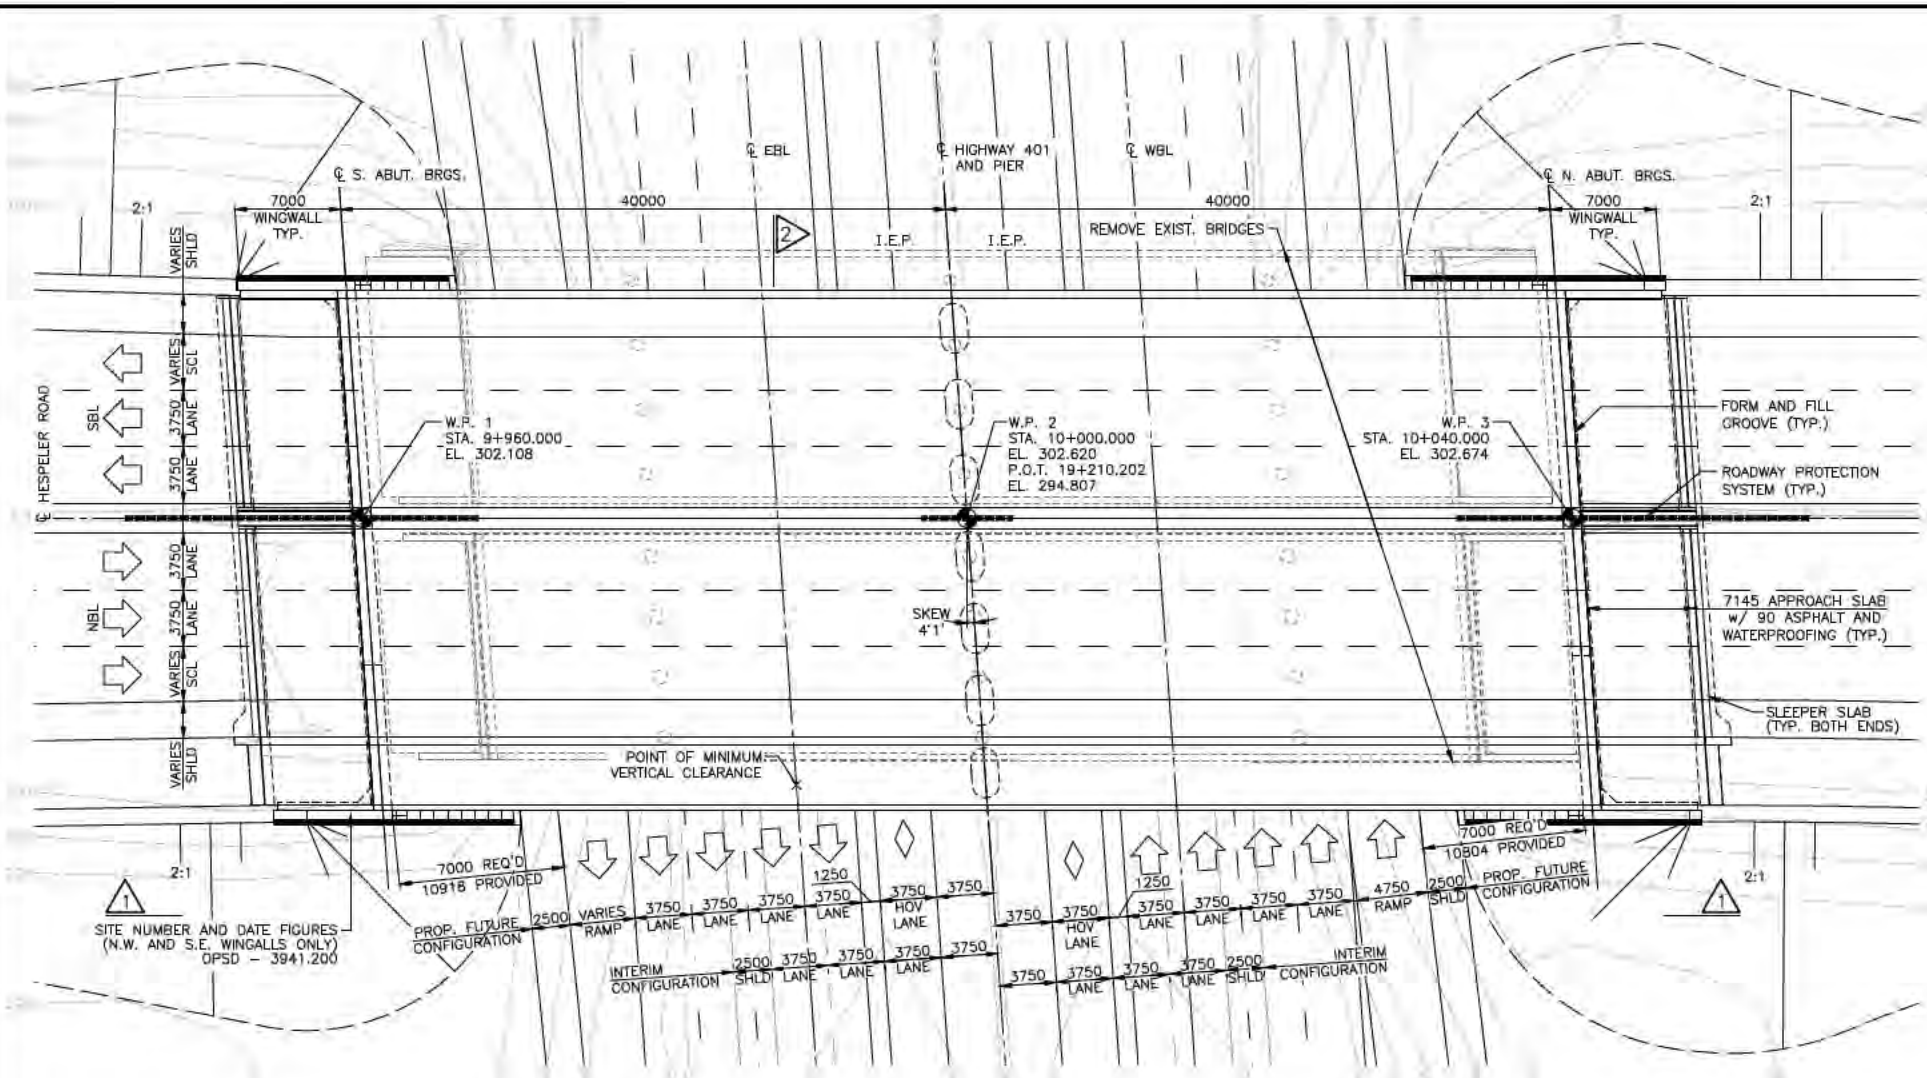 ℄ EBL
℄ HIGHWAY 401
AND PIER
℄ WBL
℄ S. ABUT. BRGS.
℄ N. ABUT. BRGS.
2:1
7000
WINGWALL
TYP.
40000
40000
7000
WINGWALL
TYP.
2:1
2
I.E.P.
I.E.P.
REMOVE EXIST. BRIDGES
VARIES
SHLD
VARIES
SCL
3750
LANE
3750
LANE
SBL
℄ HESPELER ROAD
W.P. 1
STA. 9+960.000
EL. 302.108
W.P. 2
STA. 10+000.000
EL. 302.620
P.O.T. 19+210.202
EL. 294.807
W.P. 3
STA. 10+040.000
EL. 302.674
FORM AND FILL
GROOVE (TYP.)
ROADWAY PROTECTION
SYSTEM (TYP.)
3750
LANE
3750
LANE
VARIES
SCL
VARIES
SHLD
NBL
SKEW
4°1'
7145 APPROACH SLAB
W/ 90 ASPHALT AND
WATERPROOFING (TYP.)
SLEEPER SLAB
(TYP. BOTH ENDS)
POINT OF MINIMUM
VERTICAL CLEARANCE
7000 REQ'D
10918 PROVIDED
7000 REQ'D
10804 PROVIDED
2:1
2:1
1
1
SITE NUMBER AND DATE FIGURES
(N.W. AND S.E. WINGALLS ONLY)
OPSD - 3941.200
PROP. FUTURE
CONFIGURATION
2500
VARIES
RAMP
3750
LANE
3750
LANE
3750
LANE
3750
LANE
1250
3750
HOV
LANE
3750
3750
3750
HOV
LANE
1250
3750
LANE
3750
LANE
3750
LANE
3750
LANE
4750
RAMP
2500
SHLD
PROP. FUTURE
CONFIGURATION
INTERIM
CONFIGURATION
2500
SHLD
3750
LANE
3750
LANE
3750
LANE
3750
3750
3750
LANE
3750
LANE
3750
LANE
2500
SHLD
INTERIM
CONFIGURATION